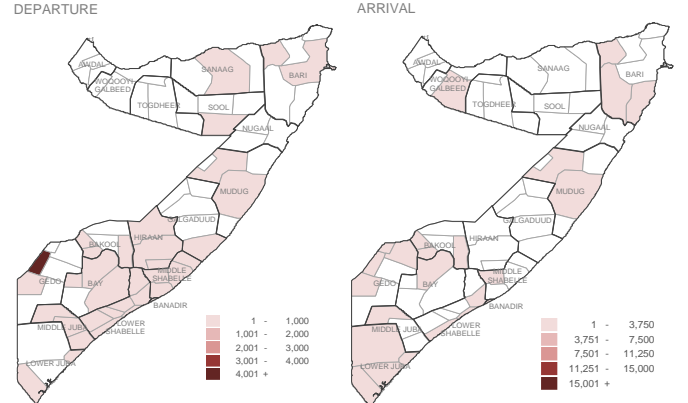 DEPARTURE
AWDAL
WOQOOYI
GALBEED
TOGDHEER
SANAAG
SOOL
BARI
NUGAAL
MUDUG
GALGADUUD
HIRAAN
BAKOOL
GEDO
BAY
MIDDLE
SHABELLE
BANADIR
LOWER
SHABELLE
MIDDLE JUBA
LOWER JUBA
1 - 1,000
1,001 - 2,000
2,001 - 3,000
3,001 - 4,000
4,001 +
ARRIVAL
AWDAL
WOQOOYI
GALBEED
TOGDHEER
SANAAG
SOOL
BARI
NUGAAL
MUDUG
GALGADUUD
HIRAAN
BAKOOL
GEDO
BAY
MIDDLE
SHABELLE
BANADIR
LOWER
SHABELLE
MIDDLE JUBA
LOWER JUBA
1 - 3,750
3,751 - 7,500
7,501 - 11,250
11,251 - 15,000
15,001 +